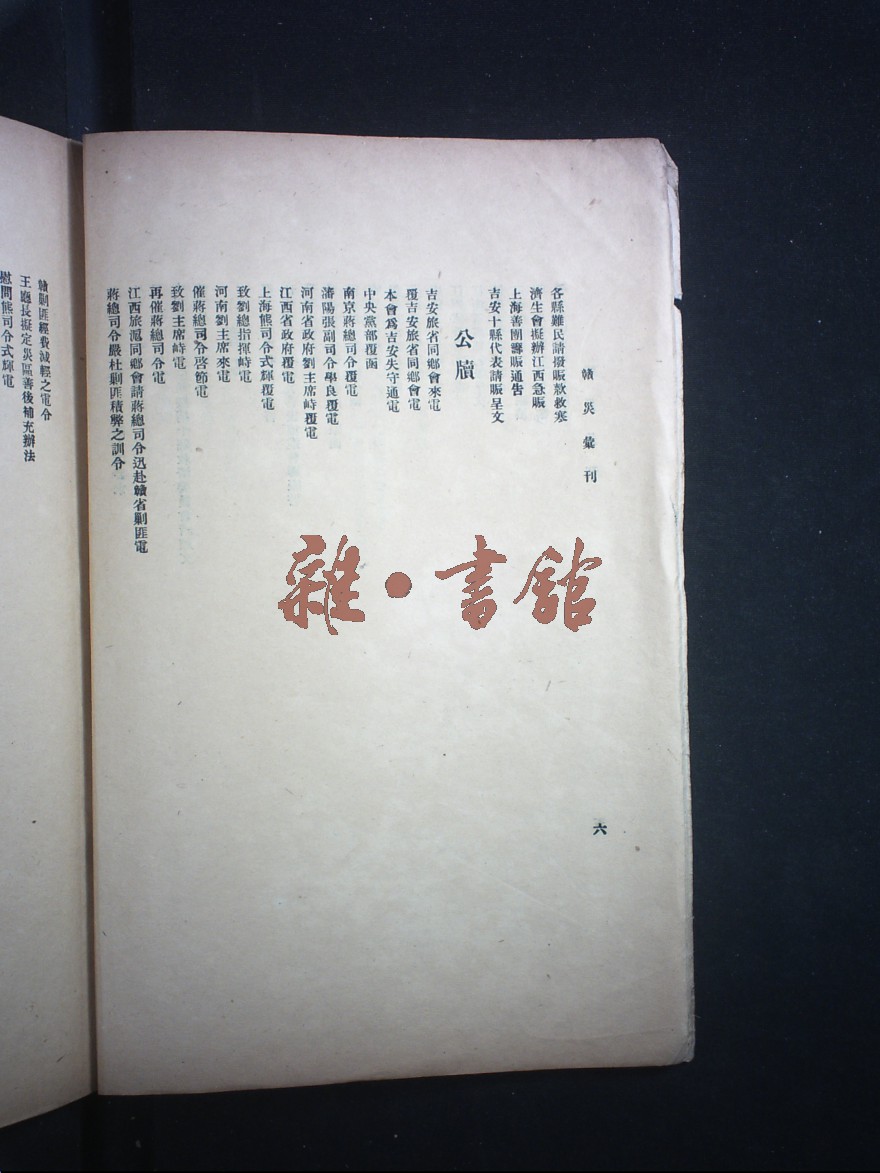 贛災彙刊
各縣難民請撥賑款救寒
濟生會擬辦江西急賑
上海善團籌賑通告
吉安十縣代表請賑呈文
公牘
吉安旅省同鄉會來電
覆吉安旅省同鄉會電
本會爲吉安失守通電
中央黨部覆函
南京蔣總司令覆電
瀋陽張副司令學良覆電
河南省政府劉主席峙覆電
江西省政府覆電
上海熊司令式輝覆電
致劉總指揮峙電
河南劉主席來電
催蔣總司令啓節電
致劉主席峙電
再催蔣總司令電
江西旅滬同鄉會請蔣總司令迅赴贛省剿匪電
蔣總司令嚴杜剿匪積弊之訓令
六
贛剿匪經費減輕之電令
王廳長擬定災區善後補充辦法
慰問熊司令式輝電
雜·書館